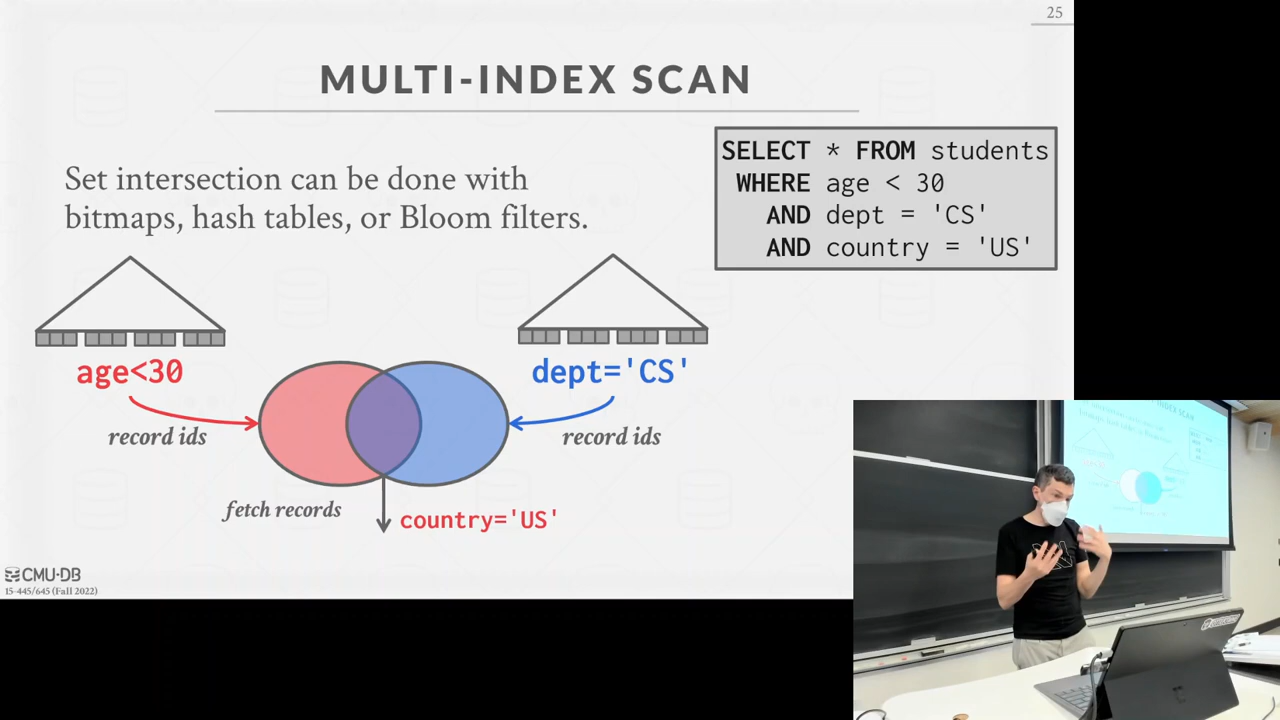 25
MULTI-INDEX SCAN
Set intersection can be done with
bitmaps, hash tables, or Bloom filters.
SELECT * FROM students
WHERE age < 30
AND dept = 'CS'
AND country = 'US'
age<30
dept='CS'
record ids
record ids
fetch records
country='US'
CMU·DB
15-445/645 (Fall 2022)